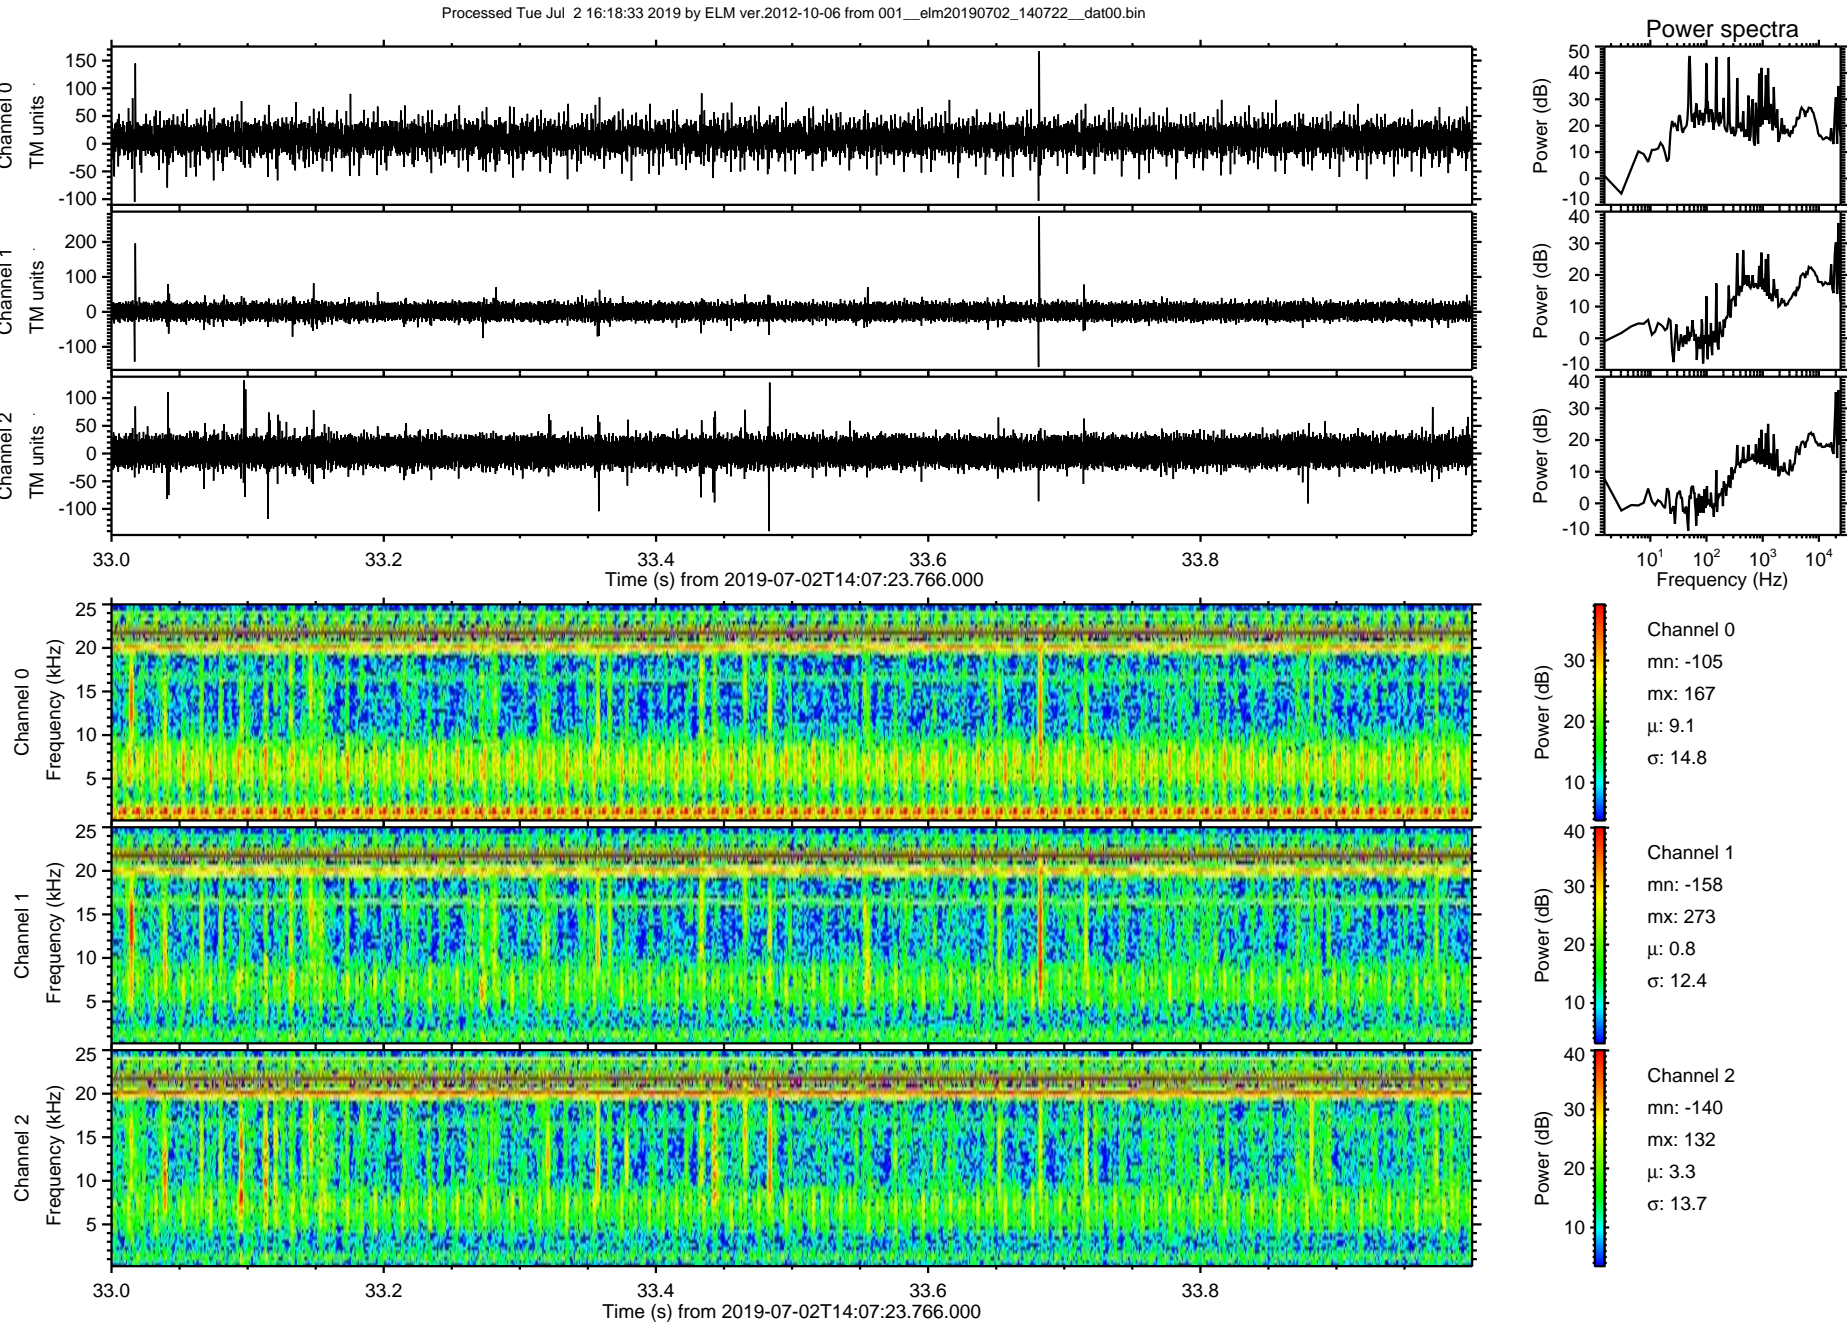 Processed Tue Jul  2 16:18:33 2019 by ELM ver.2012-10-06 from 001__elm20190702_140722__dat00.bin
Power spectra
Channel 0
TM units
150
100
50
0
-50
-100
Power (dB)
50
40
30
20
10
0
-10
Channel 1
TM units
200
100
0
-100
Power (dB)
40
30
20
10
0
-10
Channel 2
TM units
100
50
0
-50
-100
Power (dB)
40
30
20
10
0
-10
33.0 33.2 33.4 33.6 33.8
Time (s) from 2019-07-02T14:07:23.766.000
10¹ 10² 10³ 10⁴
Frequency (Hz)
Channel 0
Frequency (kHz)
25
20
15
10
5
Power (dB)
30
20
10
Channel 0
mn: -105
mx: 167
μ: 9.1
σ: 14.8
Channel 1
Frequency (kHz)
25
20
15
10
5
Power (dB)
40
30
20
10
Channel 1
mn: -158
mx: 273
μ: 0.8
σ: 12.4
Channel 2
Frequency (kHz)
25
20
15
10
5
Power (dB)
40
30
20
10
Channel 2
mn: -140
mx: 132
μ: 3.3
σ: 13.7
33.0 33.2 33.4 33.6 33.8
Time (s) from 2019-07-02T14:07:23.766.000